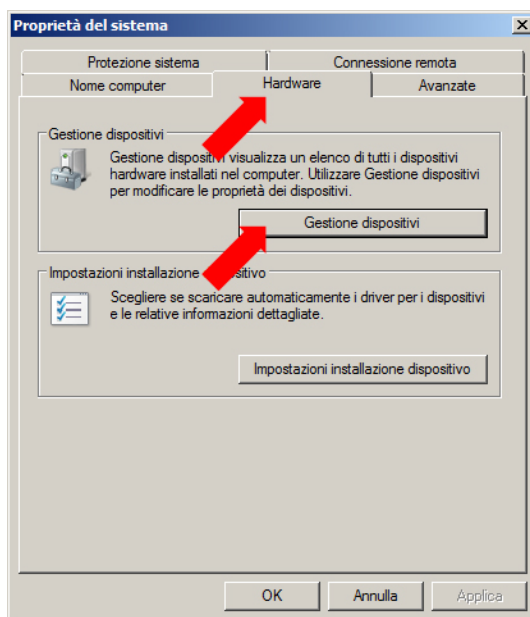 Proprietà del sistema
Protezione sistema
Connessione remota
Nome computer
Hardware
Avanzate
Gestione dispositivi
Gestione dispositivi visualizza un elenco di tutti i dispositivi
hardware installati nel computer. Utilizzare Gestione dispositivi
per modificare le proprietà dei dispositivi.
Gestione dispositivi
Impostazioni installazione dispositivo
Scegliere se scaricare automaticamente i driver per i dispositivi
e le relative informazioni dettagliate.
Impostazioni installazione dispositivo
OK
Annulla
Applica